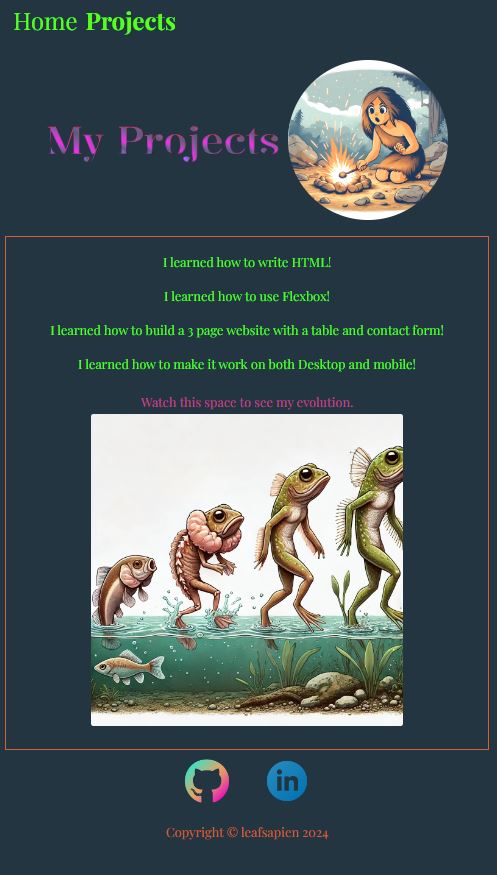 Home Projects
My Projects
I learned how to write HTML!
I learned how to use Flexbox!
I learned how to build a 3 page website with a table and contact form!
I learned how to make it work on both Desktop and mobile!
Watch this space to see my evolution.
in
Copyright © leafsapien 2024